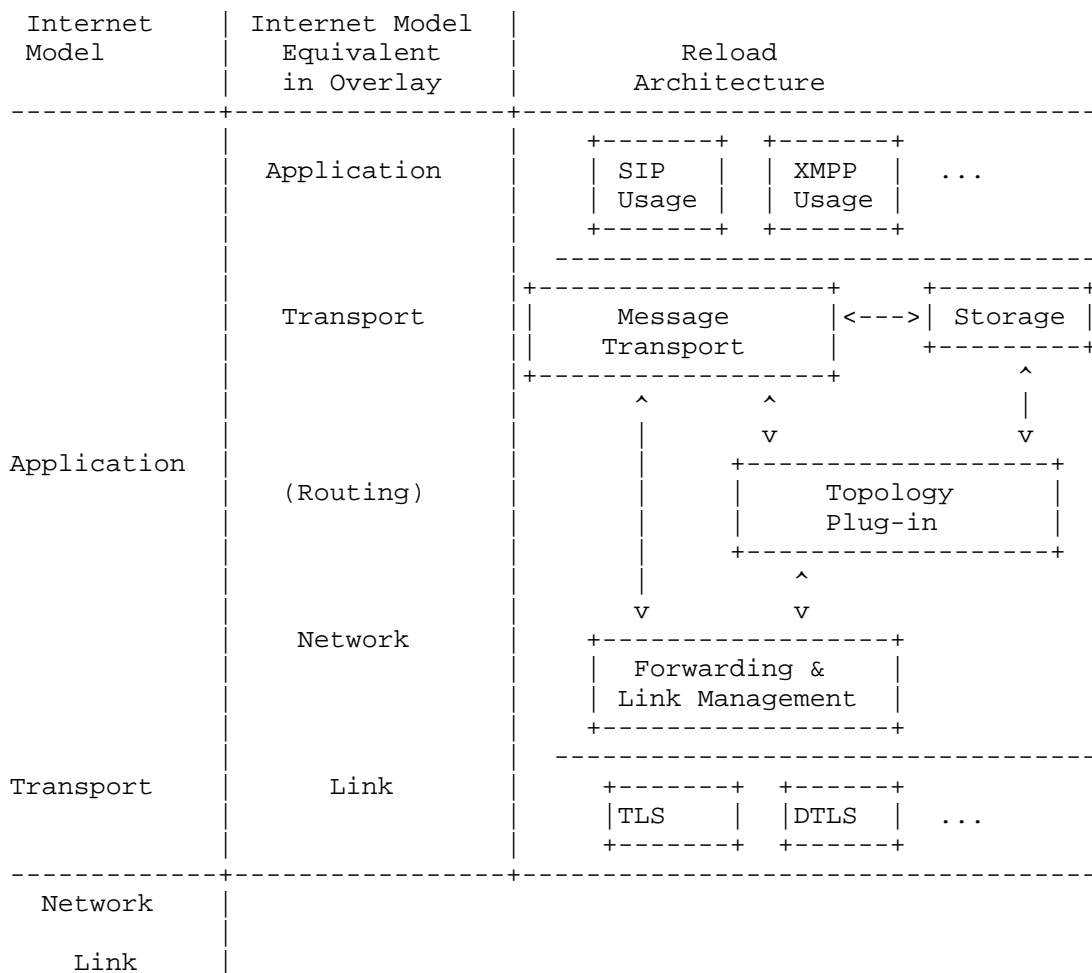 Internet | Internet Model |
Model | Equivalent | Reload
| in Overlay | Architecture
-------------+-----------------+------------------------------------
| | +-------+ +-------+
| Application | | SIP | | XMPP | ...
| | | Usage | | Usage |
| | +-------+ +-------+
| | ----------------------------------
| |+------------------+ +---------+
| Transport || Message |<--->| Storage |
| || Transport | +---------+
| |+------------------+ ^
| | ^ ^ |
| | | v v
Application | | | +-------------------+
| (Routing) | | | Topology |
| | | | Plug-in |
| | | +-------------------+
| | | ^
| | v v
| Network | +------------------+
| | | Forwarding & |
| | | Link Management |
| | +------------------+
| | ----------------------------------
Transport | Link | +-------+ +------+
| | |TLS | |DTLS | ...
| | +-------+ +------+
-------------+-----------------+------------------------------------
Network |
|
Link |